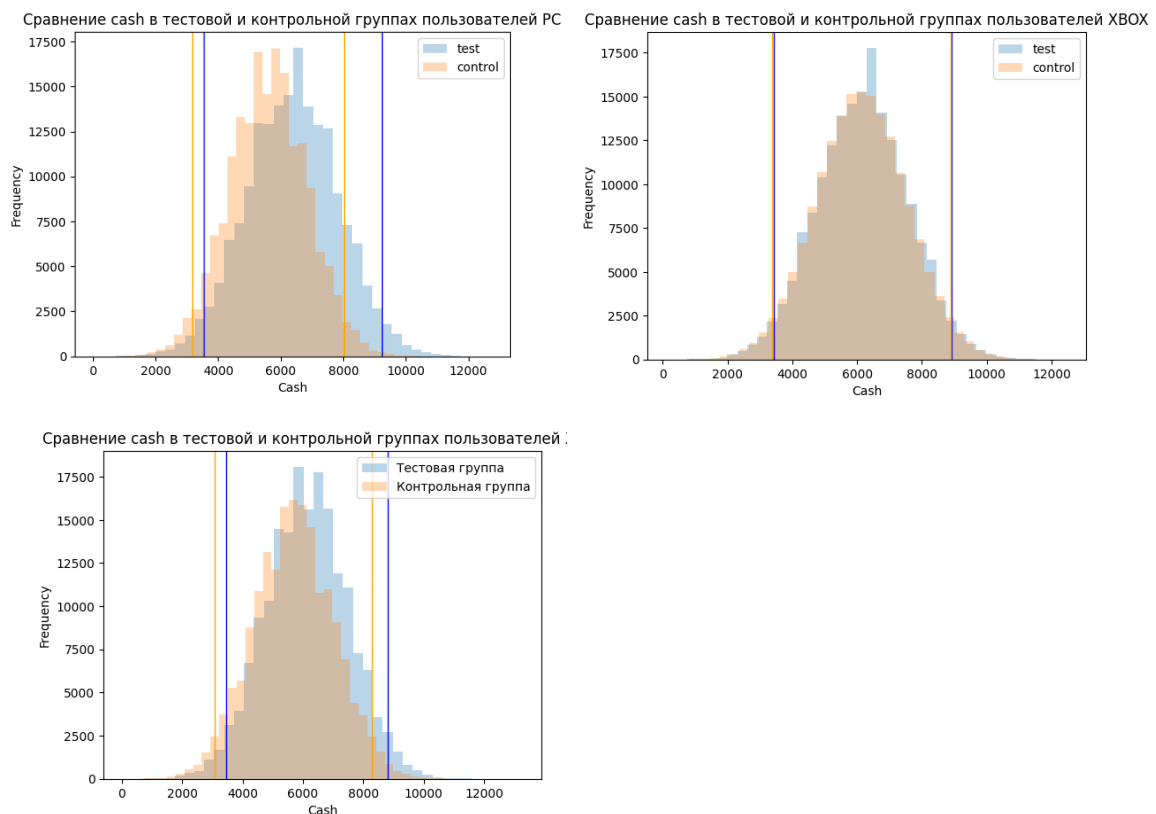 Сравнение cash в тестовой и контрольной группах пользователей PC
17500
15000
12500
10000
7500
5000
2500
0
Frequency
test
control
0 2000 4000 6000 8000 10000 12000
Cash
Сравнение cash в тестовой и контрольной группах пользователей XBOX
17500
15000
12500
10000
7500
5000
2500
0
Frequency
test
control
0 2000 4000 6000 8000 10000 12000
Cash
Сравнение cash в тестовой и контрольной группах пользователей
17500
15000
12500
10000
7500
5000
2500
0
Frequency
Тестовая группа
Контрольная группа
0 2000 4000 6000 8000 10000 12000
Cash